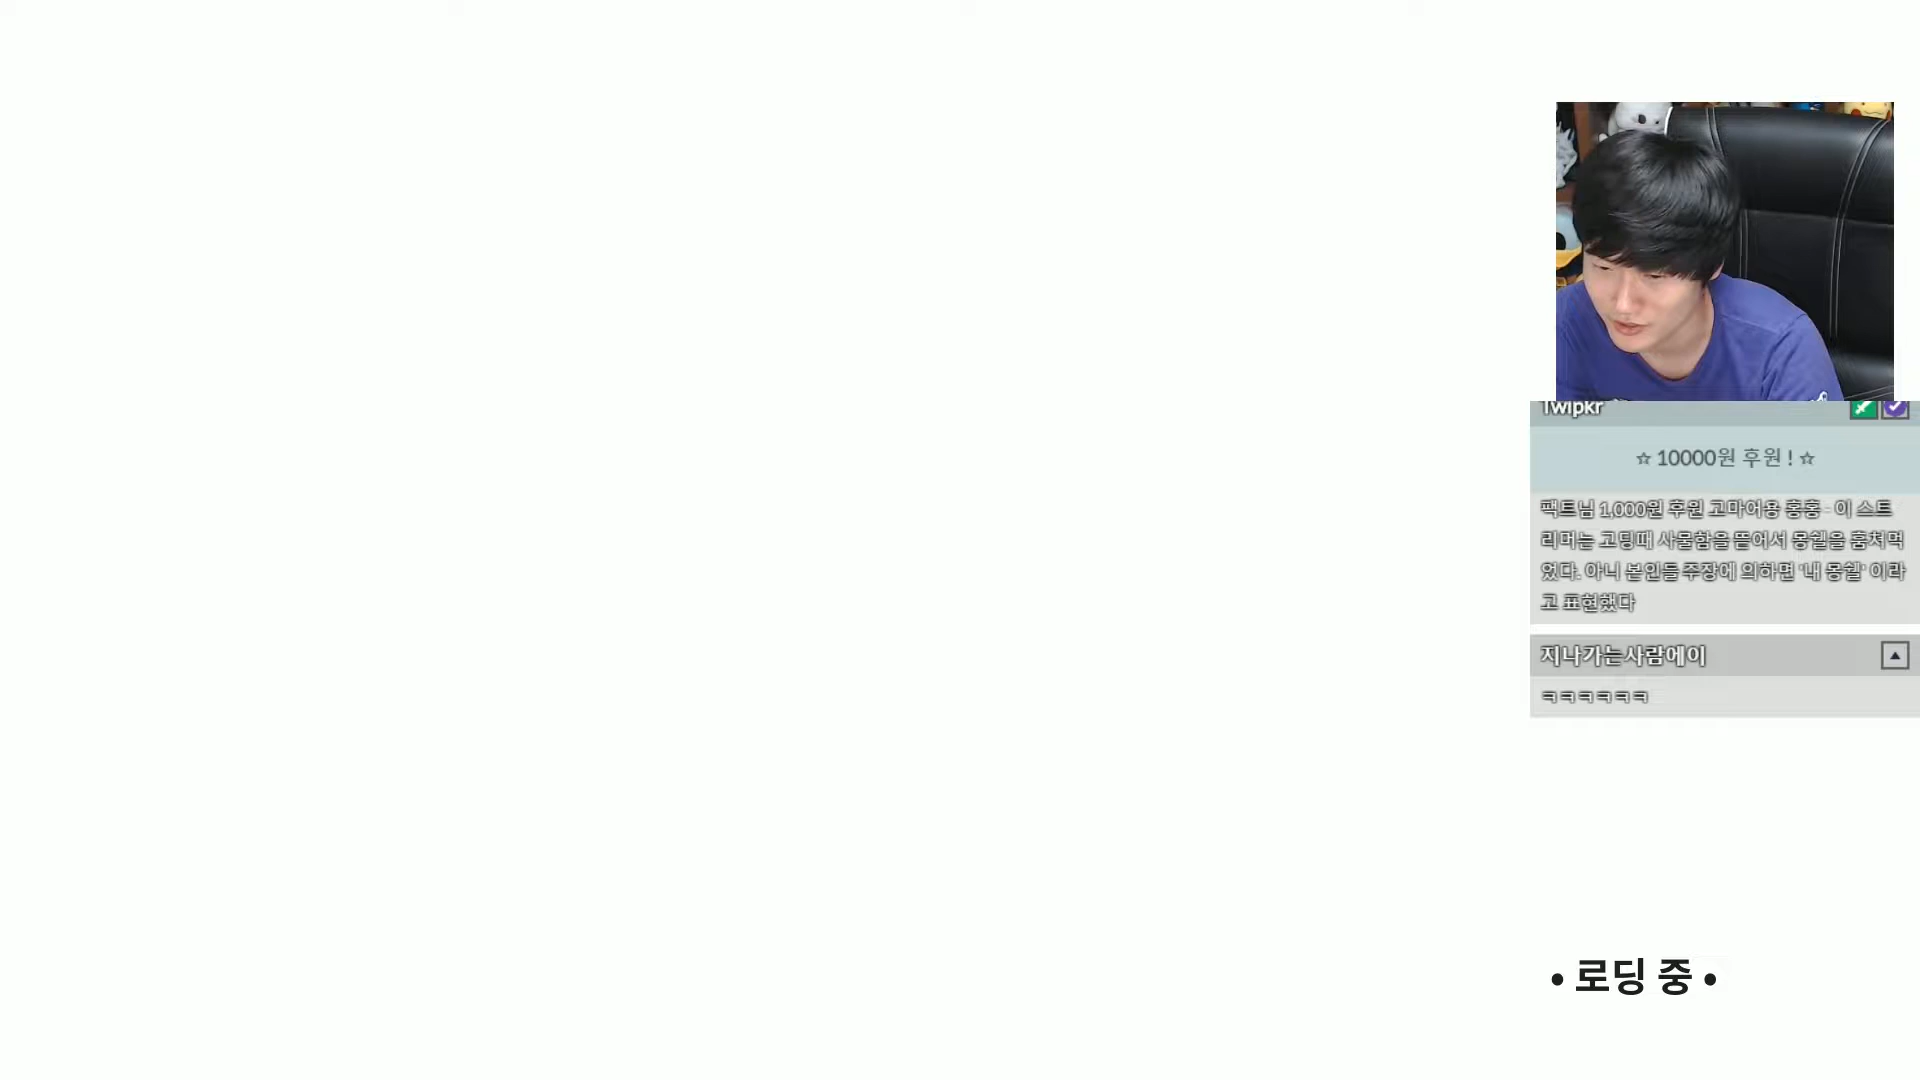 Twipkr
☆ 10000원 후원 ! ☆
팩트님 1,000원 후원 고마어용 홍홍 - 이 스트
리머는 고딩때 사물함을 뜯어서 몽쉘을 훔쳐먹
었다. 아니 본인들 주장에 의하면 '내 몽쉘' 이라
고 표현했다
지나가는사람에이
ㅋㅋㅋㅋㅋㅋ
• 로딩 중 •